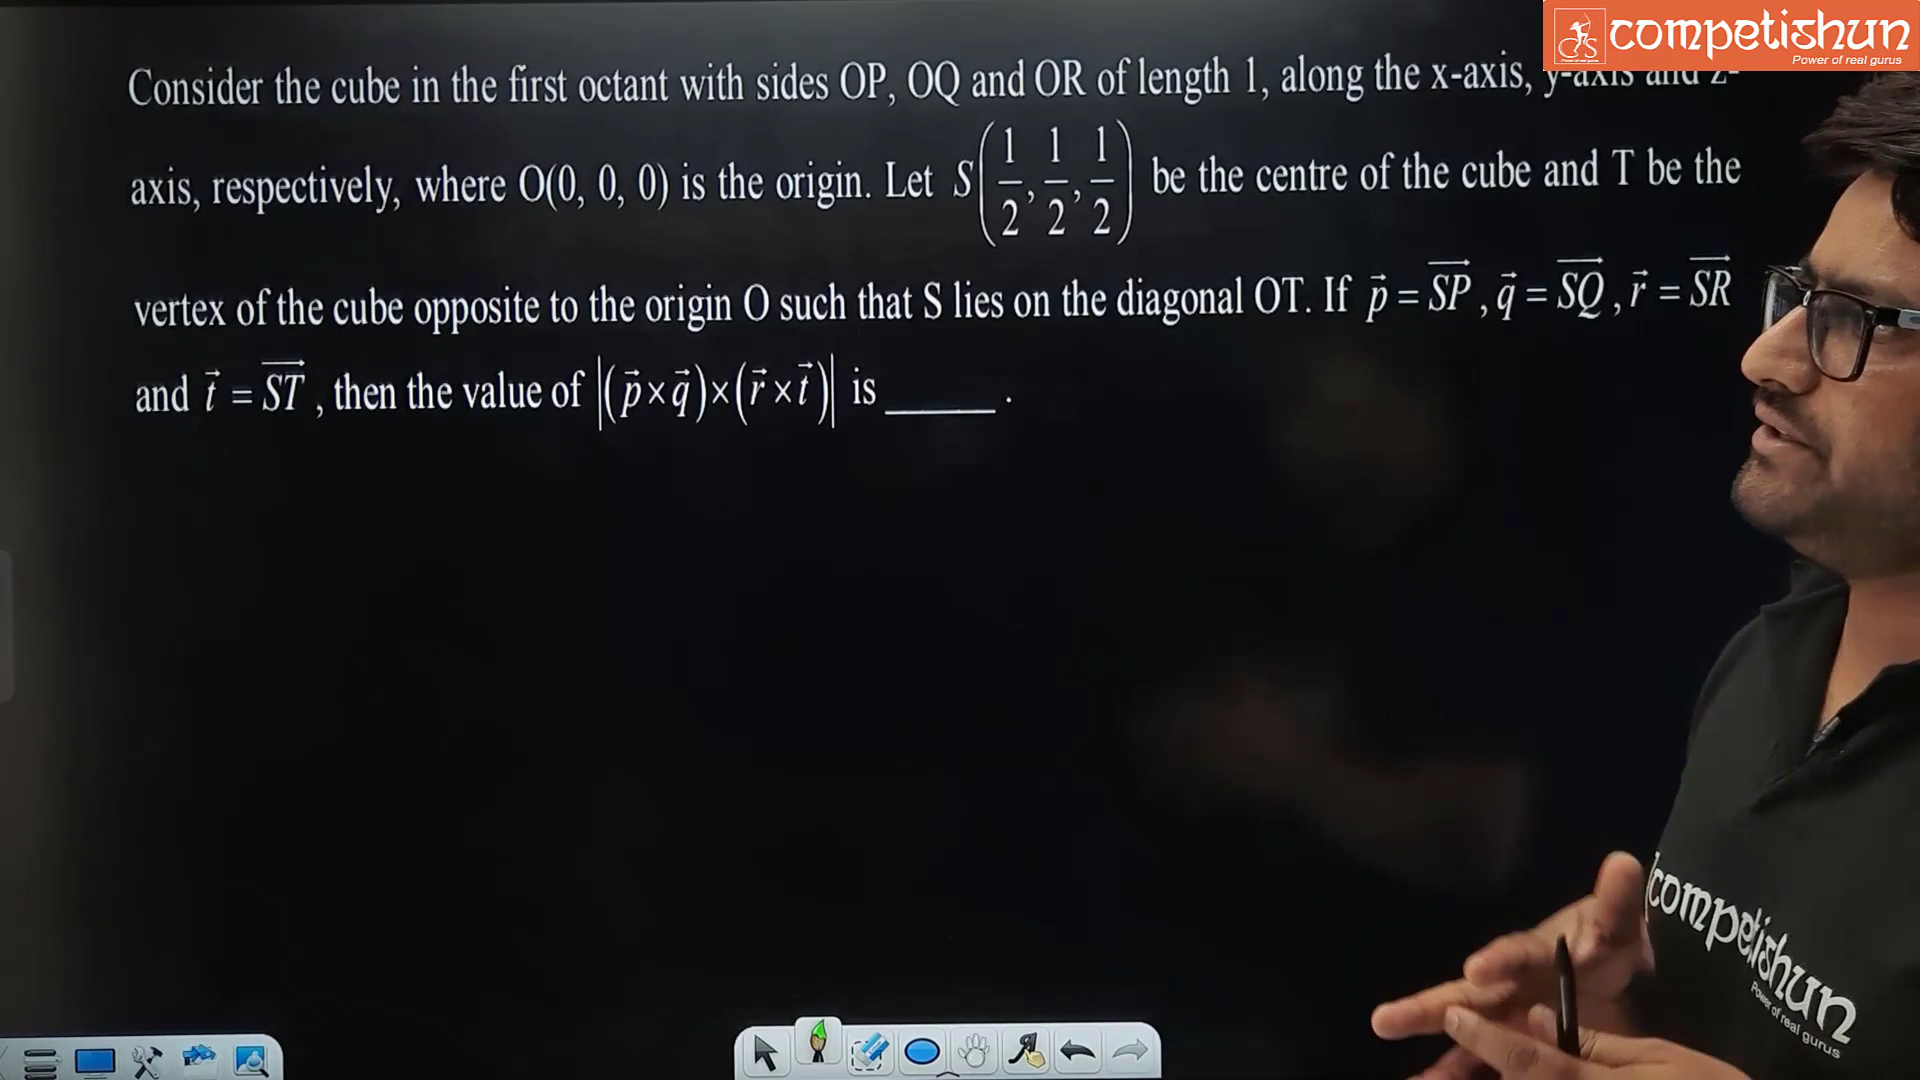 competishun
Power of real gurus
Consider the cube in the first octant with sides OP, OQ and OR of length 1, along the x-axis, y-axis and z-
axis, respectively, where O(0, 0, 0) is the origin. Let S(1/2, 1/2, 1/2) be the centre of the cube and T be the
vertex of the cube opposite to the origin O such that S lies on the diagonal OT. If p⃗ = S͞P⃗, q⃗ = S͞Q⃗, r⃗ = S͞R⃗
and t⃗ = S͞T⃗, then the value of |(p⃗×q⃗)×(r⃗×t⃗)| is ______ .
competishun
Power of real gurus